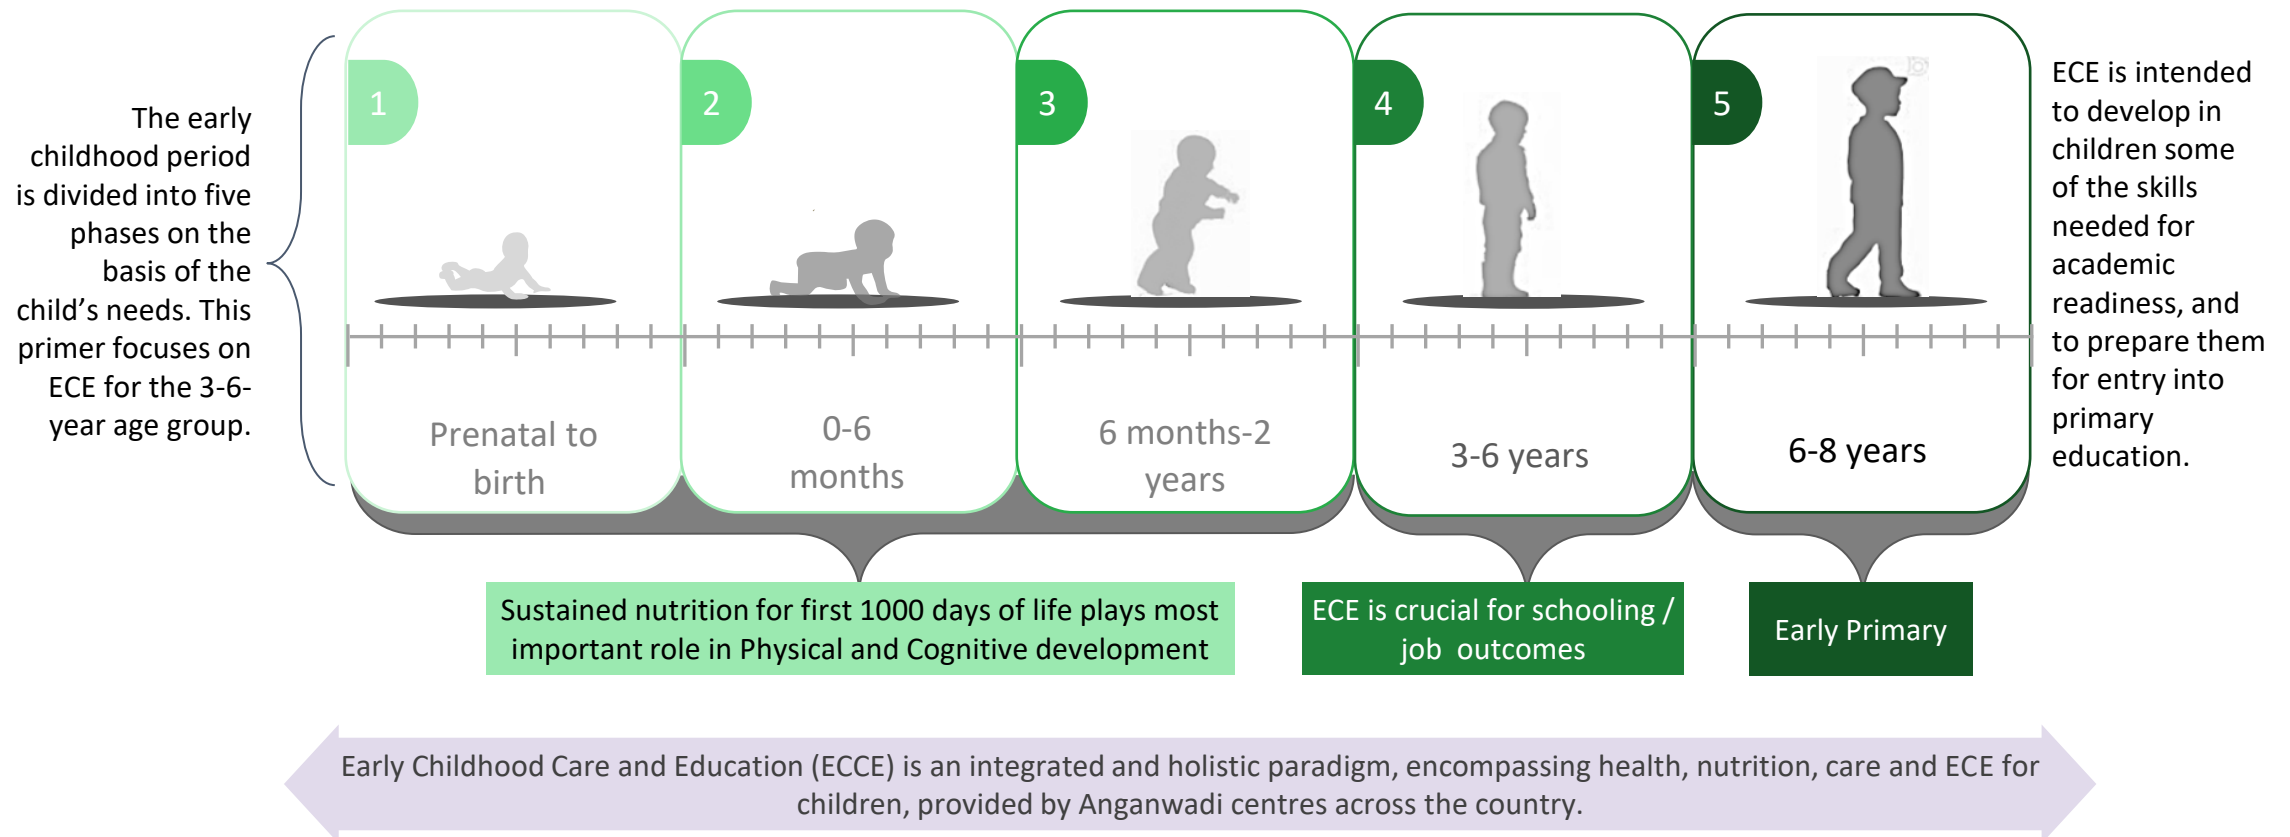 The early
childhood period
is divided into five
phases on the
basis of the
child’s needs. This
primer focuses on
ECE for the 3-6-
year age group.
1
2
3
4
5
Prenatal to
birth
0-6
months
6 months-2
years
3-6 years
6-8 years
ECE is intended
to develop in
children some
of the skills
needed for
academic
readiness, and
to prepare them
for entry into
primary
education.
Sustained nutrition for first 1000 days of life plays most
important role in Physical and Cognitive development
ECE is crucial for schooling /
job outcomes
Early Primary
Early Childhood Care and Education (ECCE) is an integrated and holistic paradigm, encompassing health, nutrition, care and ECE for
children, provided by Anganwadi centres across the country.